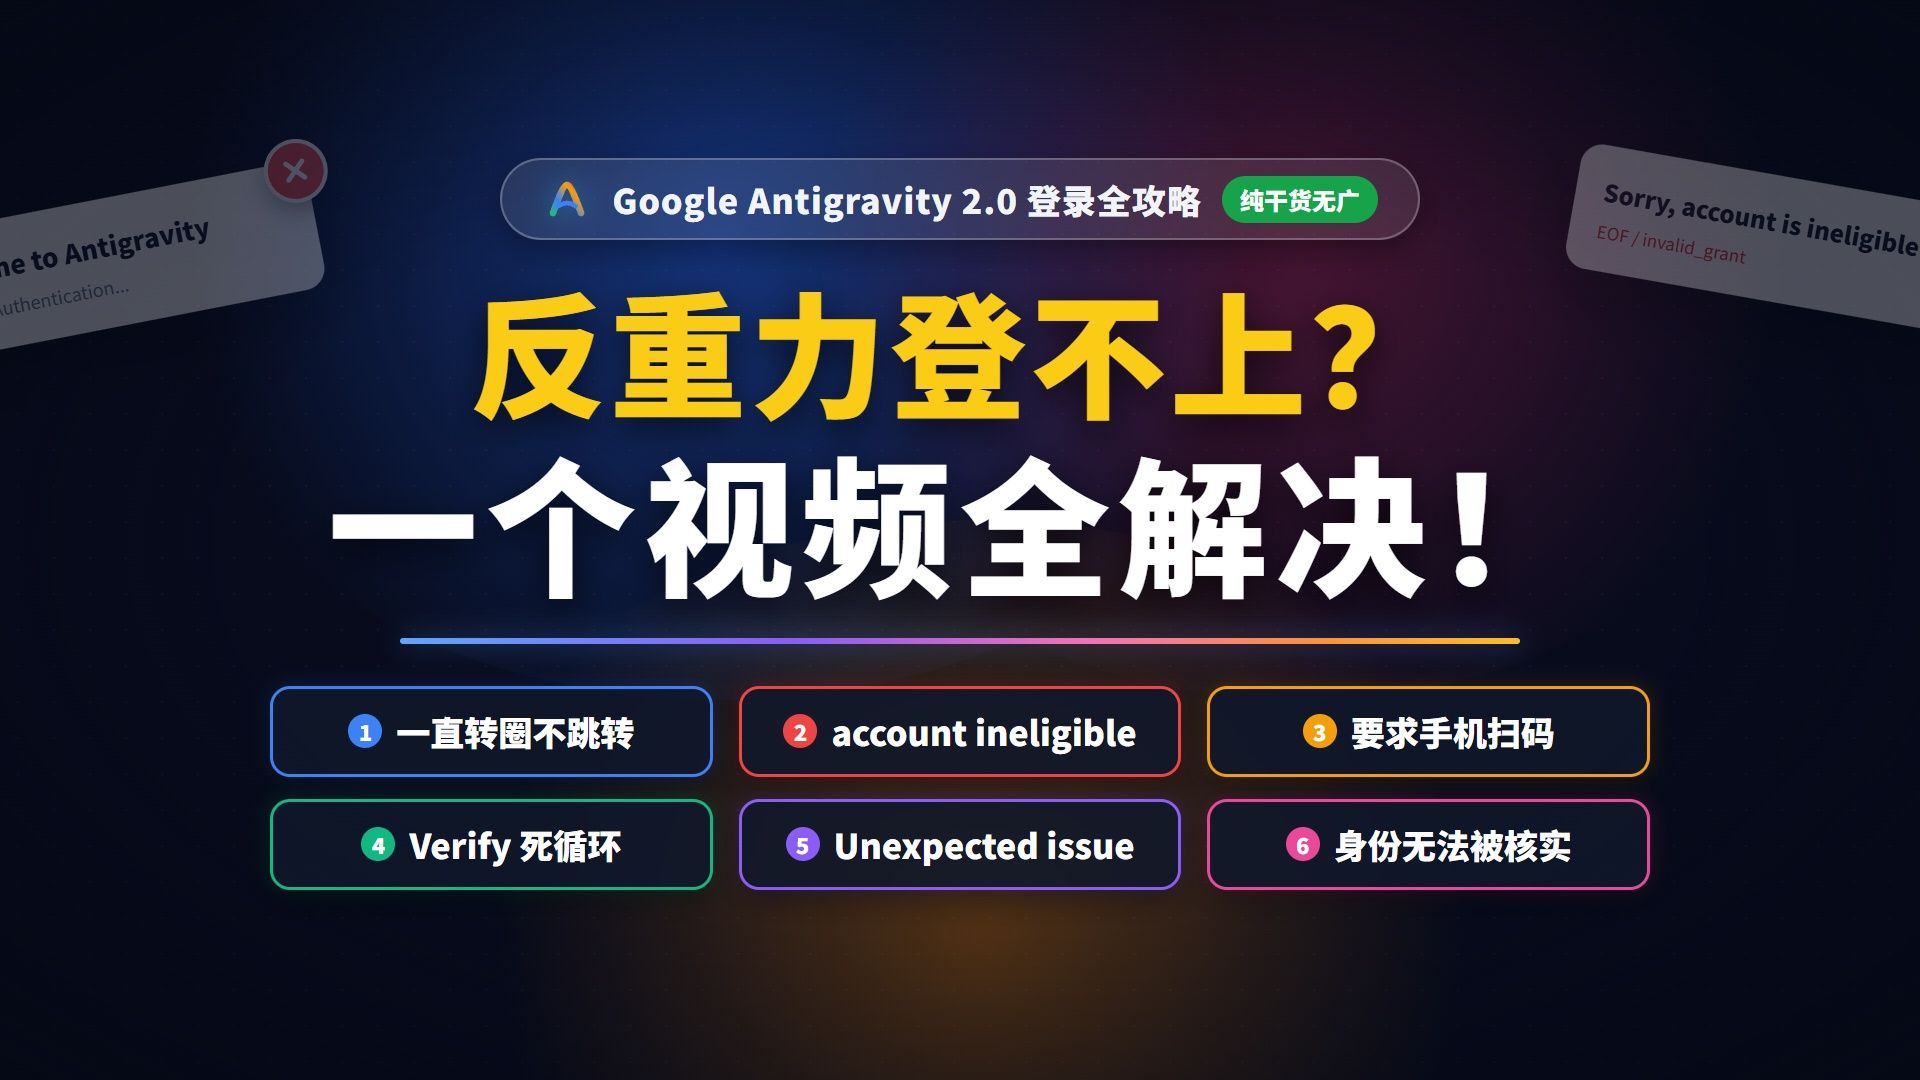 Google Antigravity 2.0 登录全攻略 纯干货无广
to Antigravity
Authentication...
Sorry, account is ineligible
EOF / invalid_grant
反重力登不上？
一个视频全解决！
1 一直转圈不跳转
2 account ineligible
3 要求手机扫码
4 Verify 死循环
5 Unexpected issue
6 身份无法被核实